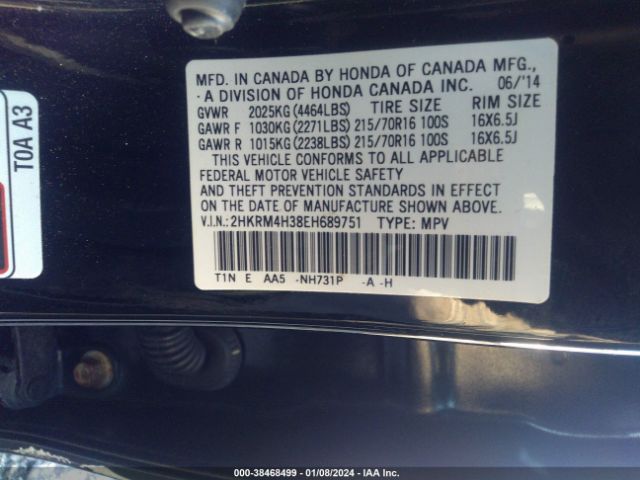 MFD. IN CANADA BY HONDA OF CANADA MFG.,
A DIVISION OF HONDA CANADA INC. 06/'14
GVWR 2025KG(4464LBS) TIRE SIZE RIM SIZE
GAWR F 1030KG(2271LBS)215/70R16 100S 16X6.5J
GAWR R 1015KG(2238LBS)215/70R16 100S 16X6.5J
THIS VEHICLE CONFORMS TO ALL APPLICABLE
FEDERAL MOTOR VEHICLE SAFETY
AND THEFT PREVENTION STANDARDS IN EFFECT
ON THE DATE OF MANUFACTURE SHOWN ABOVE.
V.I.N.: 2HKRM4H38EH689751 TYPE: MPV
T1N E AA5 -NH731P -A -H
T0A A3
000-38468499 - 01/08/2024 - IAA Inc.